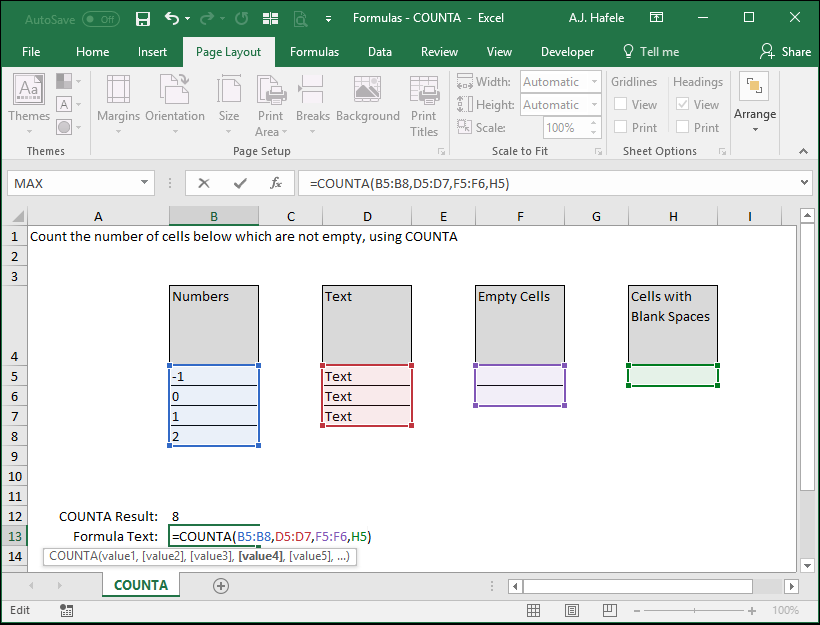 AutoSave Off Formulas - COUNTA - Excel A.J. Hafele
File Home Insert Page Layout Formulas Data Review View Developer Tell me Share
Themes Aa A Margins Orientation Size Print Area Breaks Background Print Titles
Width: Automatic
Height: Automatic
Scale: 100%
Gridlines
View
Print
Headings
View
Print
Arrange
Themes Page Setup Scale to Fit Sheet Options
MAX fx =COUNTA(B5:B8,D5:D7,F5:F6,H5)
A B C D E F G H I
1 Count the number of cells below which are not empty, using COUNTA
2
3
4 Numbers Text Empty Cells Cells with
Blank Spaces
5 -1 Text
6 0 Text
7 1 Text
8 2
9
10
11
12 COUNTA Result: 8
13 Formula Text: =COUNTA(B5:B8,D5:D7,F5:F6,H5)
14 COUNTA(value1, [value2], [value3], [value4], [value5], ...)
COUNTA
Edit 100%